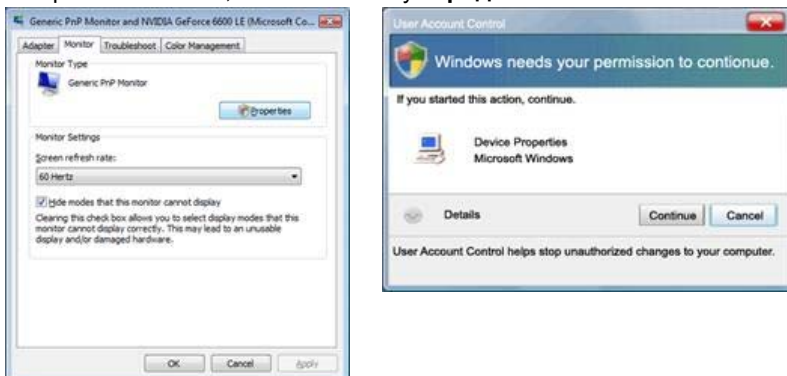 Generic PnP Monitor and NVIDIA GeForce 6600 LE (Microsoft Co...
Adapter Monitor Troubleshoot Color Management
Monitor Type
Generic PnP Monitor
Properties
Monitor Settings
Screen refresh rate:
60 Hertz
Hide modes that this monitor cannot display
Clearing this check box allows you to select display modes that this
monitor cannot display correctly. This may lead to an unusable
display and/or damaged hardware.
OK Cancel Apply
User Account Control
Windows needs your permission to contionue.
If you started this action, continue.
Device Properties
Microsoft Windows
Details Continue Cancel
User Account Control helps stop unauthorized changes to your computer.